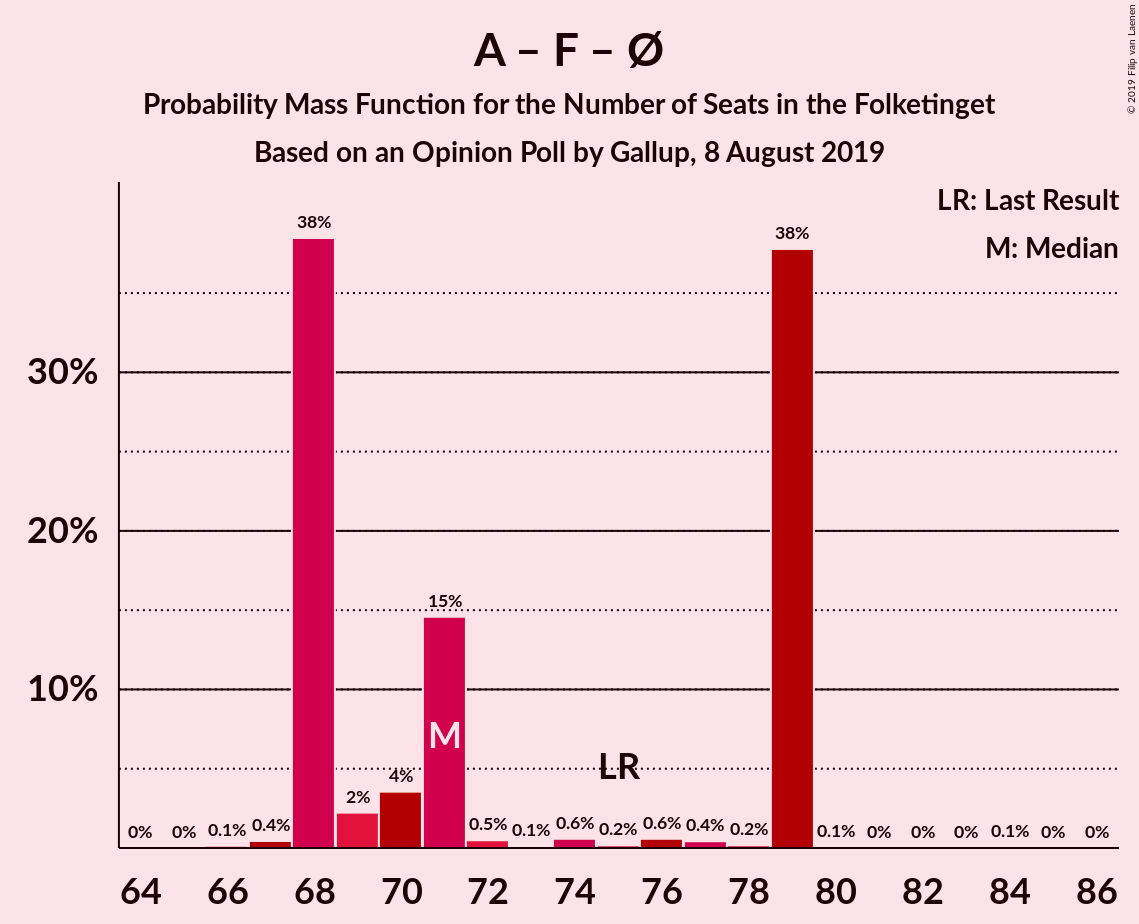 A – F – Ø
Probability Mass Function for the Number of Seats in the Folketinget
Based on an Opinion Poll by Gallup, 8 August 2019
© 2019 Filip van Laenen
LR: Last Result
M: Median
38% 38%
30%
20%
15%
10%
M
LR
4%
2%
0% 0% 0.1% 0.4% 0.5% 0.1% 0.6% 0.2% 0.6% 0.4% 0.2% 0.1% 0% 0% 0% 0.1% 0% 0%
64 66 68 70 72 74 76 78 80 82 84 86